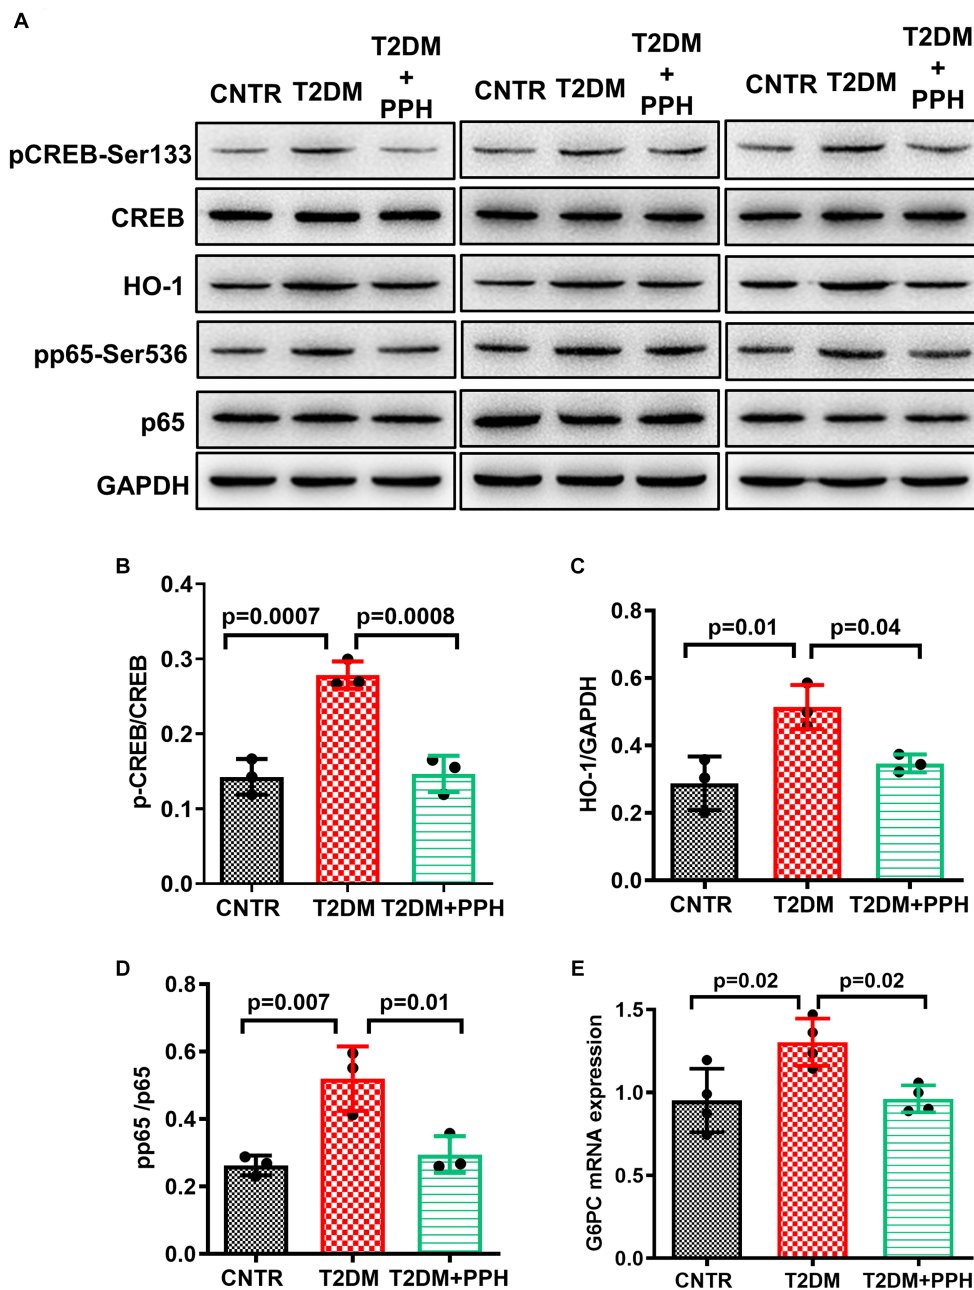 A
CNTR T2DM T2DM + PPH CNTR T2DM T2DM + PPH CNTR T2DM T2DM + PPH
pCREB-Ser133
CREB
HO-1
pp65-Ser536
p65
GAPDH
B
p-CREB/CREB
0.4
0.3
0.2
0.1
0.0
p=0.0007 p=0.0008
CNTR T2DM T2DM+PPH
C
HO-1/GAPDH
0.8
0.6
0.4
0.2
0.0
p=0.01 p=0.04
CNTR T2DM T2DM+PPH
D
pp65 /p65
0.8
0.6
0.4
0.2
0.0
p=0.007 p=0.01
CNTR T2DM T2DM+PPH
E
G6PC mRNA expression
1.5
1.0
0.5
0.0
p=0.02 p=0.02
CNTR T2DM T2DM+PPH